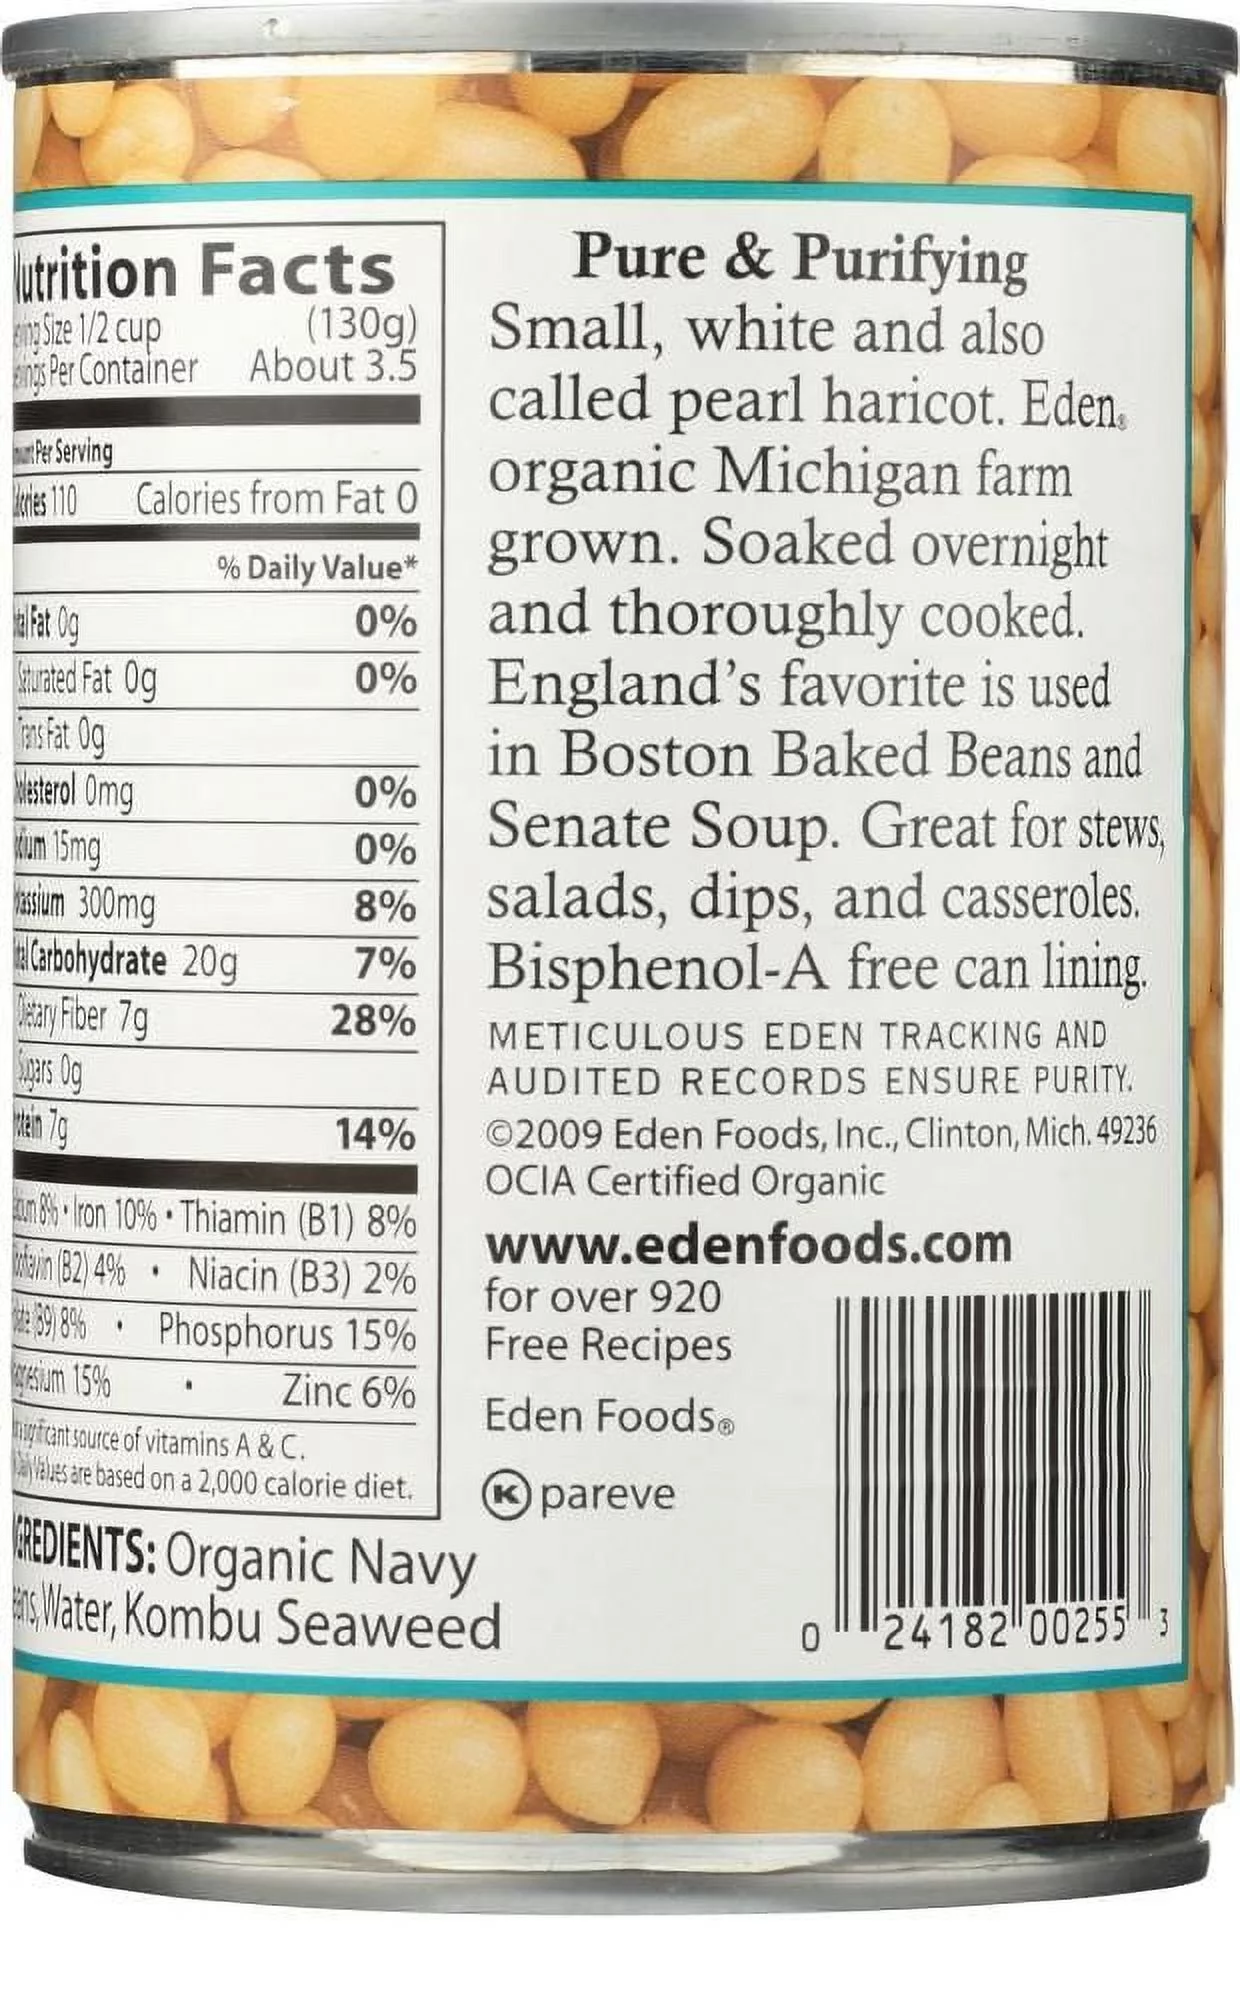 Nutrition Facts
Serving Size 1/2 cup (130g)
Servings Per Container About 3.5
Amount Per Serving
Calories 110 Calories from Fat 0
% Daily Value*
Total Fat 0g 0%
Saturated Fat 0g 0%
Trans Fat 0g
Cholesterol 0mg 0%
Sodium 15mg 0%
Potassium 300mg 8%
Total Carbohydrate 20g 7%
Dietary Fiber 7g 28%
Sugars 0g
Protein 7g 14%
Calcium 8% • Iron 10% • Thiamin (B1) 8%
Riboflavin (B2) 4% • Niacin (B3) 2%
Folate (B9) 8% • Phosphorus 15%
Magnesium 15% • Zinc 6%
significant source of vitamins A & C.
Daily Values are based on a 2,000 calorie diet.
INGREDIENTS: Organic Navy
Beans, Water, Kombu Seaweed
Pure & Purifying
Small, white and also
called pearl haricot. Eden®
organic Michigan farm
grown. Soaked overnight
and thoroughly cooked.
England's favorite is used
in Boston Baked Beans and
Senate Soup. Great for stews,
salads, dips, and casseroles.
Bisphenol-A free can lining.
METICULOUS EDEN TRACKING AND
AUDITED RECORDS ENSURE PURITY.
©2009 Eden Foods, Inc., Clinton, Mich. 49236
OCIA Certified Organic
www.edenfoods.com
for over 920
Free Recipes
Eden Foods®
K pareve
0 24182 00255 3